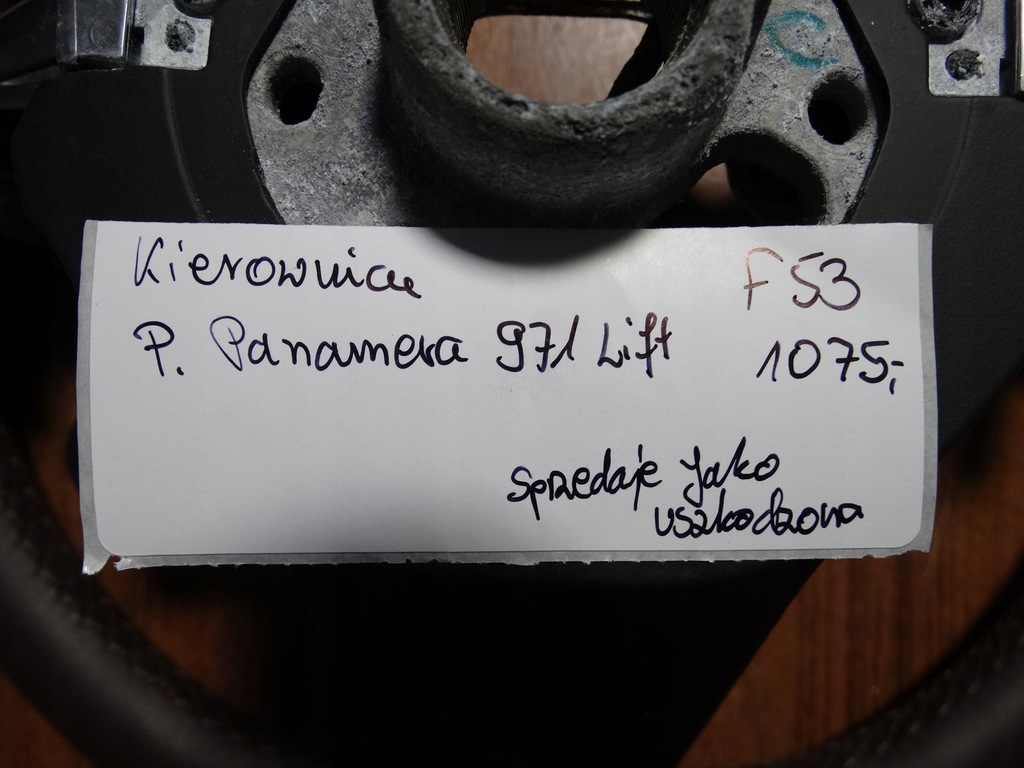 Kierownica F53
P. Panamera 971 Lift 1075,-
sprzedaje jako
uszkodzona
C